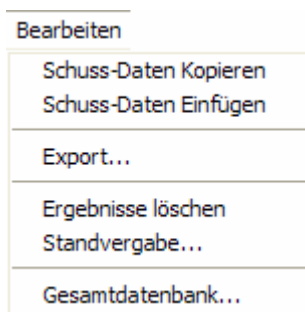 Bearbeiten
Schuss-Daten Kopieren
Schuss-Daten Einfügen
Export...
Ergebnisse löschen
Standvergabe...
Gesamtdatenbank...